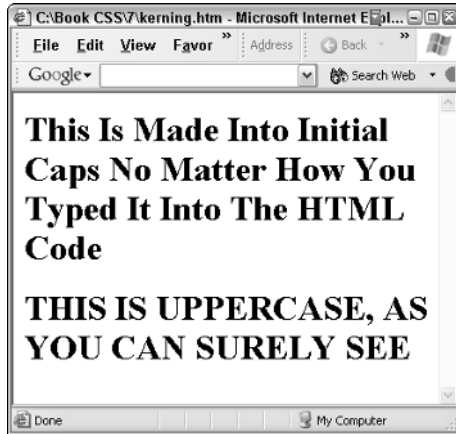 C:\Book CSS\7\kerning.htm - Microsoft Internet Expl...
File Edit View Favor » Address Back »
Google Search Web
This Is Made Into Initial
Caps No Matter How You
Typed It Into The HTML
Code
THIS IS UPPERCASE, AS
YOU CAN SURELY SEE
Done My Computer